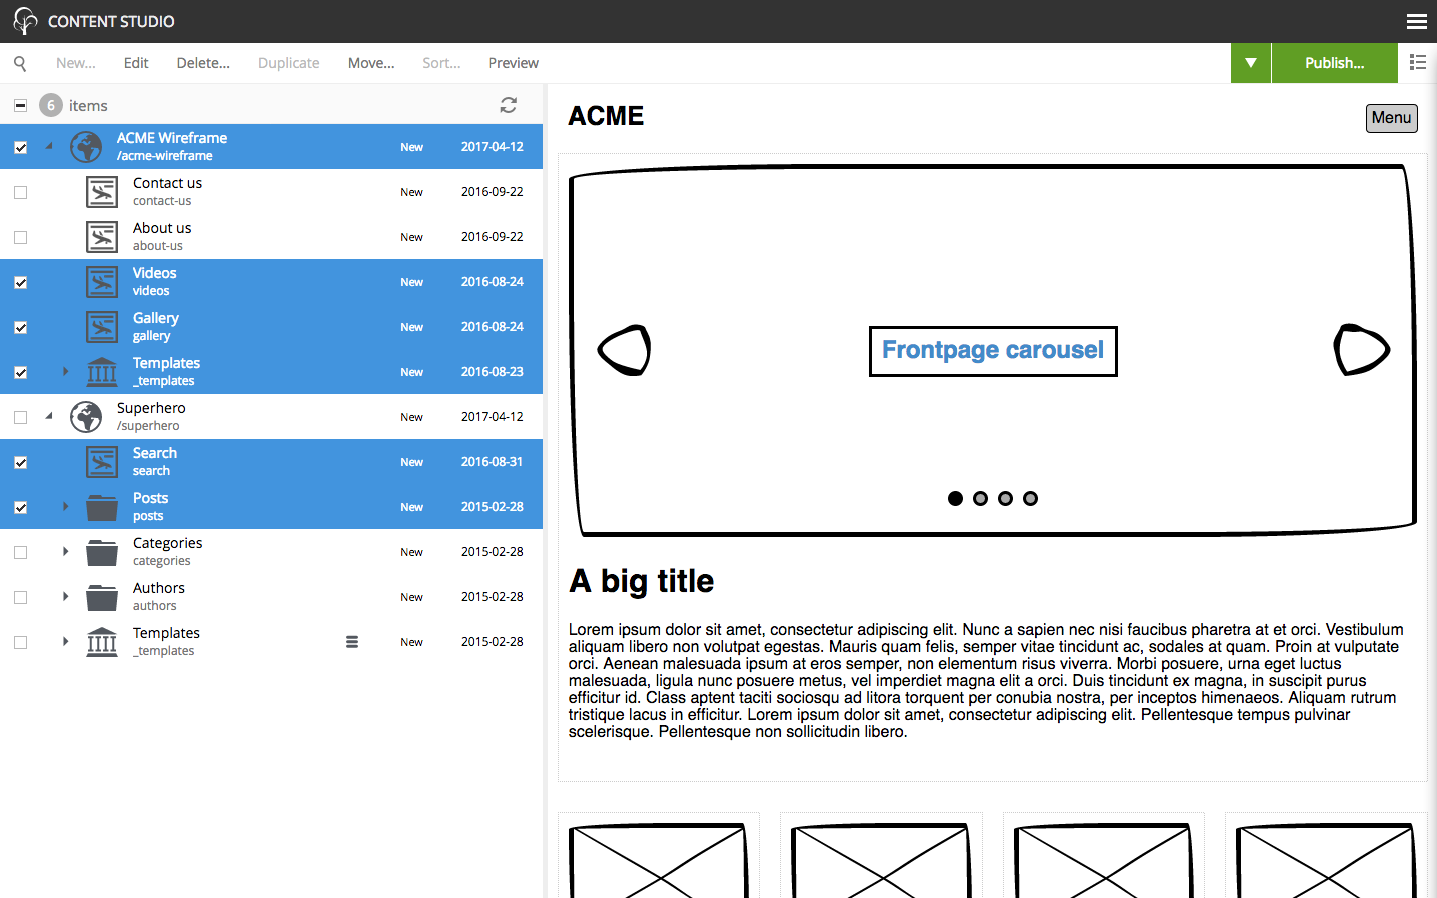 CONTENT STUDIO
New... Edit Delete... Duplicate Move... Sort... Preview
▼ Publish...
6 items
ACME Wireframe New 2017-04-12
/acme-wireframe
Contact us New 2016-09-22
contact-us
About us New 2016-09-22
about-us
Videos New 2016-08-24
videos
Gallery New 2016-08-24
gallery
Templates New 2016-08-23
_templates
Superhero New 2017-04-12
/superhero
Search New 2016-08-31
search
Posts New 2015-02-28
posts
Categories New 2015-02-28
categories
Authors New 2015-02-28
authors
Templates New 2015-02-28
_templates
ACME
Menu
Frontpage carousel
A big title
Lorem ipsum dolor sit amet, consectetur adipiscing elit. Nunc a sapien nec nisi faucibus pharetra at et orci. Vestibulum
aliquam libero non volutpat egestas. Mauris quam felis, semper vitae tincidunt ac, sodales at quam. Proin at vulputate
orci. Aenean malesuada ipsum at eros semper, non elementum risus viverra. Morbi posuere, urna eget luctus
malesuada, ligula nunc posuere metus, vel imperdiet magna elit a orci. Duis tincidunt ex magna, in suscipit purus
efficitur id. Class aptent taciti sociosqu ad litora torquent per conubia nostra, per inceptos himenaeos. Aliquam rutrum
tristique lacus in efficitur. Lorem ipsum dolor sit amet, consectetur adipiscing elit. Pellentesque tempus pulvinar
scelerisque. Pellentesque non sollicitudin libero.